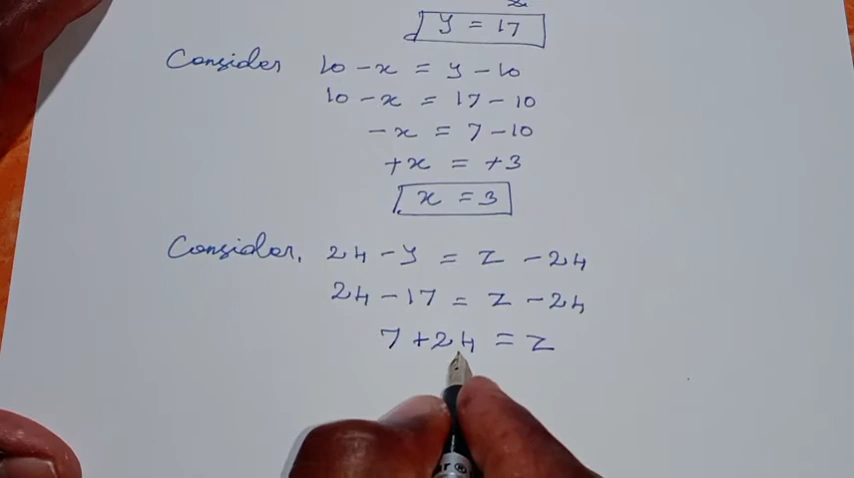 y = 17
Consider 10 - x = y - 10
10 - x = 17 - 10
- x = 7 - 10
+x = +3
x = 3
Consider, 24 - y = z - 24
24 - 17 = z - 24
7 + 24 = z
ar®